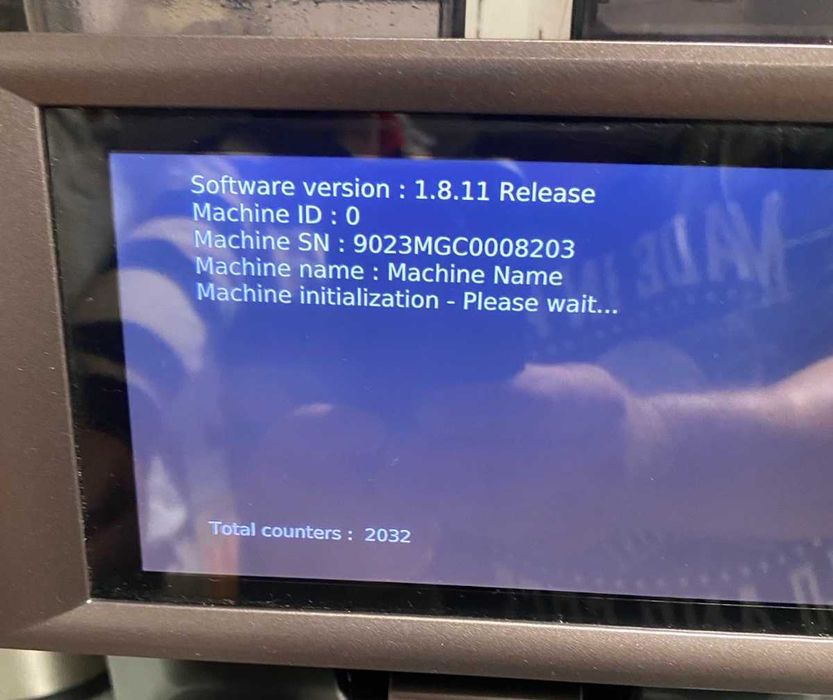 Software version : 1.8.11 Release
Machine ID : 0
Machine SN : 9023MGC0008203
Machine name : Machine Name
Machine initialization - Please wait...
Total counters : 2032